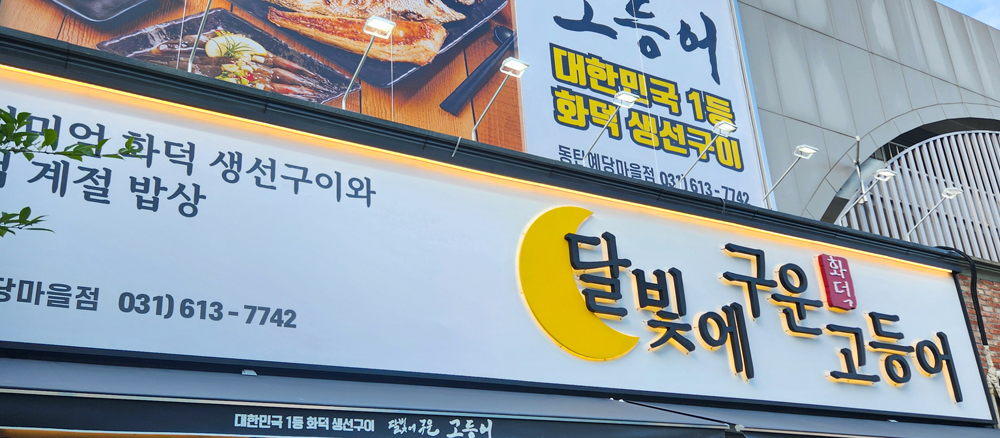 고등어
대한민국 1등
화덕 생선구이
동탄예당마을점 031) 613-7742
화덕 생선구이와
계절 밥상
당마을점 031) 613-7742
달빛에 구운 화덕
고등어
대한민국 1등 화덕 생선구이 달빛에 구운 고등어